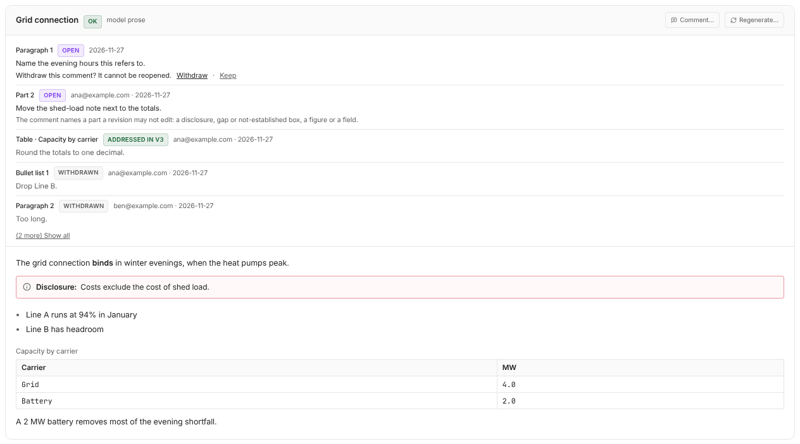 Grid connection OK model prose Comment... Regenerate...
Paragraph 1 OPEN 2026-11-27
Name the evening hours this refers to.
Withdraw this comment? It cannot be reopened. Withdraw · Keep
Part 2 OPEN ana@example.com · 2026-11-27
Move the shed-load note next to the totals.
The comment names a part a revision may not edit: a disclosure, gap or not-established box, a figure or a field.
Table · Capacity by carrier ADDRESSED IN V3 ana@example.com · 2026-11-27
Round the totals to one decimal.
Bullet list 1 WITHDRAWN ana@example.com · 2026-11-27
Drop Line B.
Paragraph 2 WITHDRAWN ben@example.com · 2026-11-27
Too long.
(2 more) Show all
The grid connection binds in winter evenings, when the heat pumps peak.
Disclosure: Costs exclude the cost of shed load.
• Line A runs at 94% in January
• Line B has headroom
Capacity by carrier
Carrier MW
Grid 4.0
Battery 2.0
A 2 MW battery removes most of the evening shortfall.